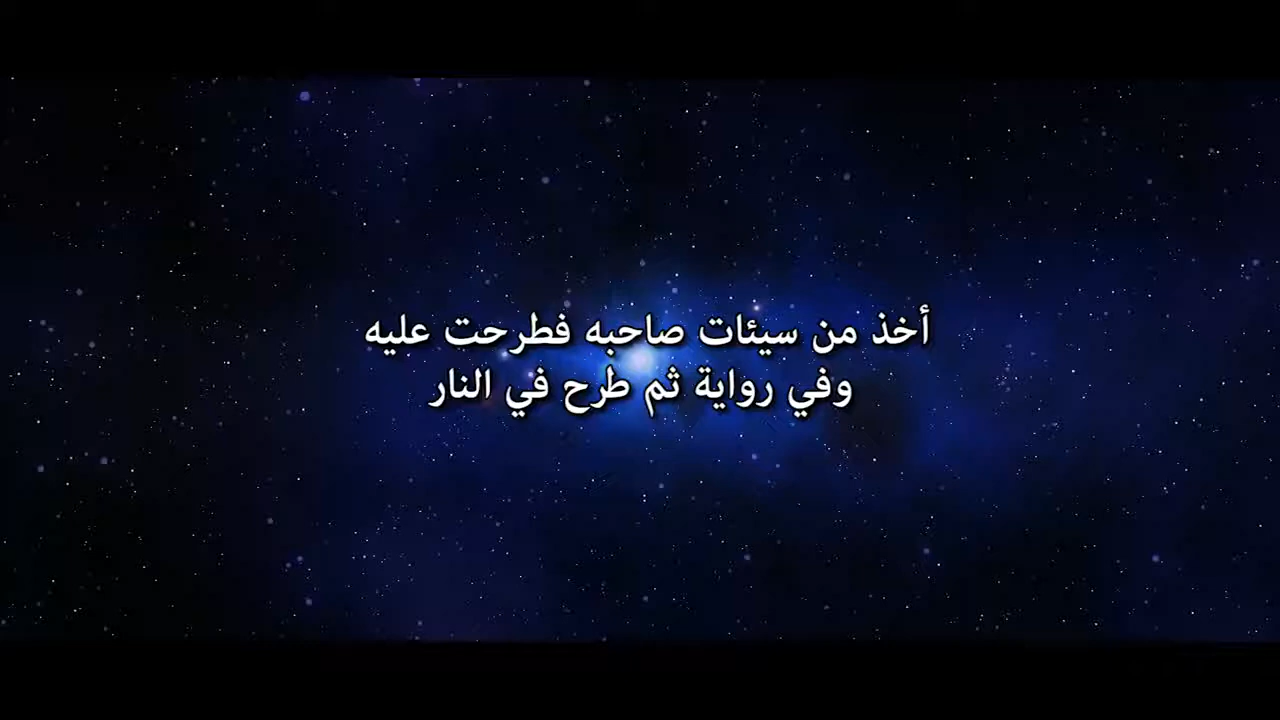 أخذ من سيئات صاحبه فطرحت عليه
وفي رواية ثم طرح في النار